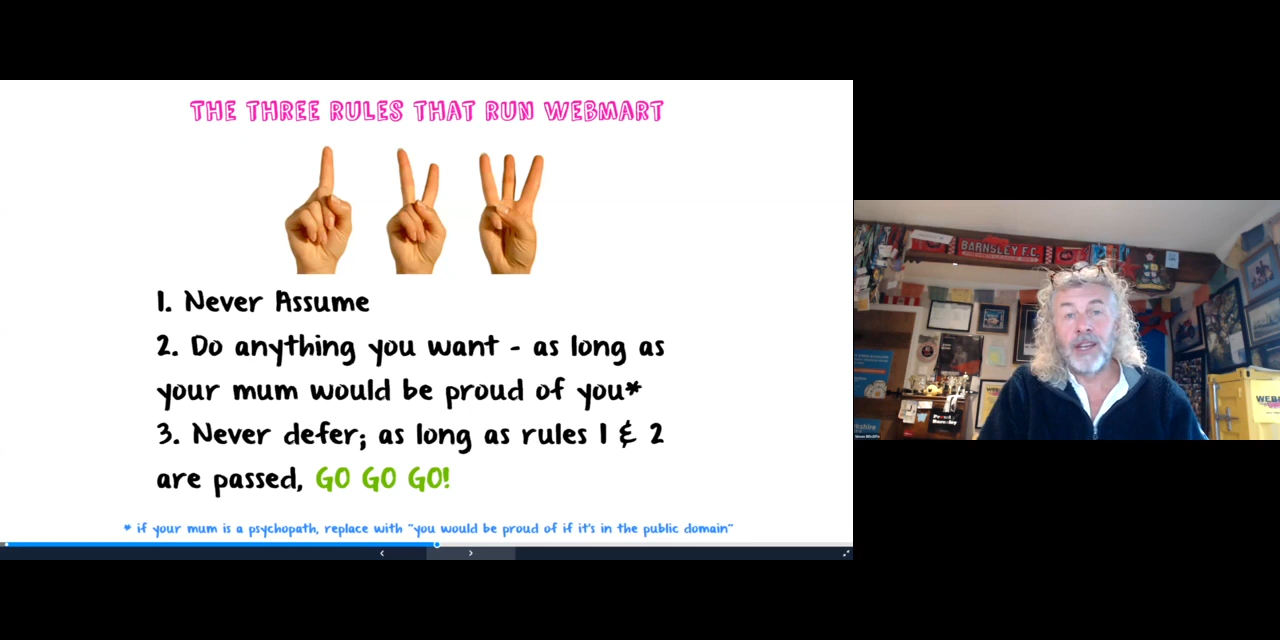 THE THREE RULES THAT RUN WEBMART
1. Never Assume
2. Do anything you want - as long as
your mum would be proud of you*
3. Never defer; as long as rules 1 & 2
are passed, GO GO GO!
* if your mum is a psychopath, replace with "you would be proud of if it's in the public domain"
BARNSLEY F.C.